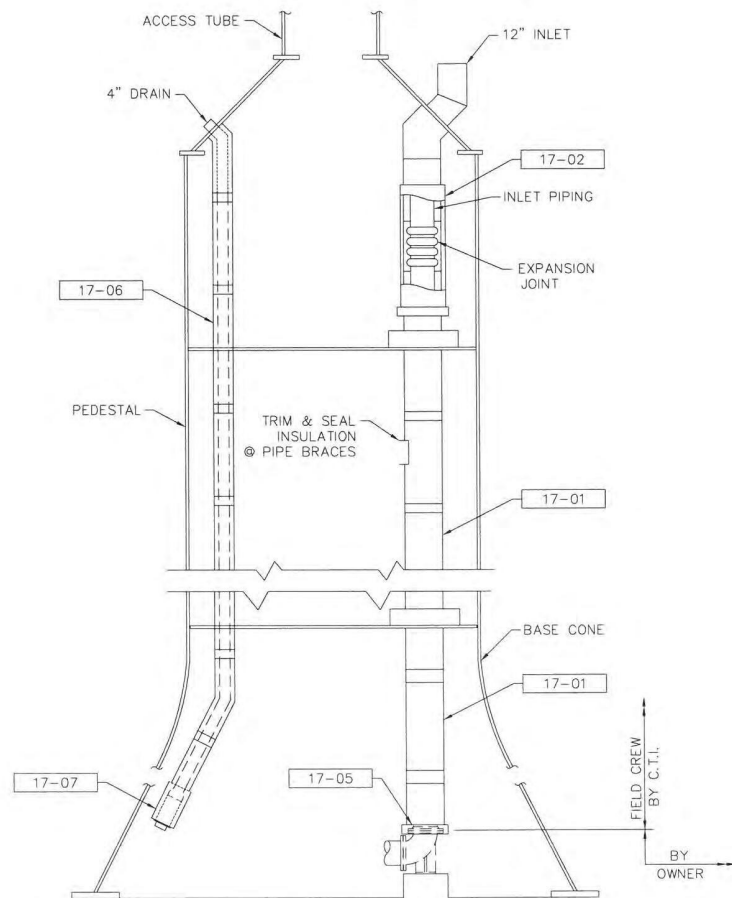 ACCESS TUBE
12" INLET
4" DRAIN
17-02
INLET PIPING
EXPANSION
JOINT
17-06
PEDESTAL
TRIM & SEAL
INSULATION
@ PIPE BRACES
17-01
BASE CONE
17-01
17-05
17-07
FIELD CREW
BY C.T.I.
BY
OWNER